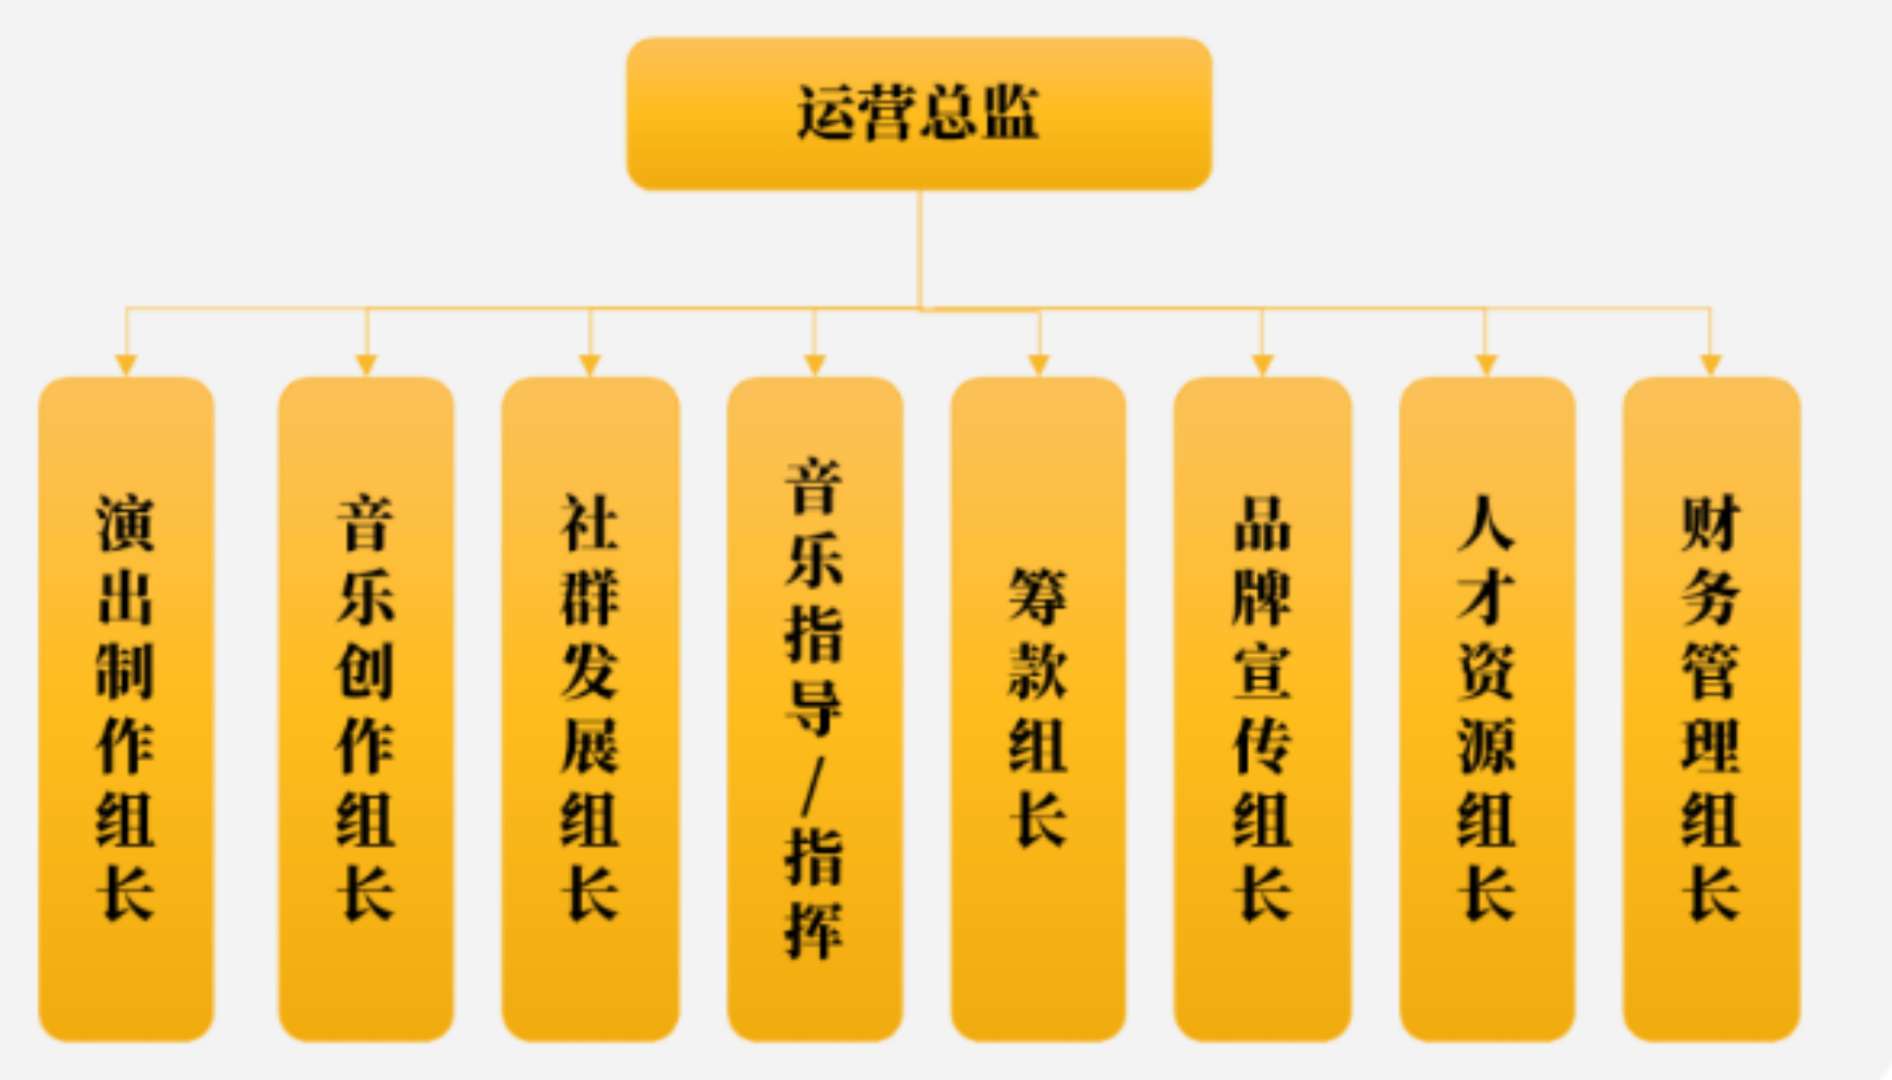 运营总监
演出制作组长
音乐创作组长
社群发展组长
音乐指导/指挥
筹款组长
品牌宣传组长
人才资源组长
财务管理组长